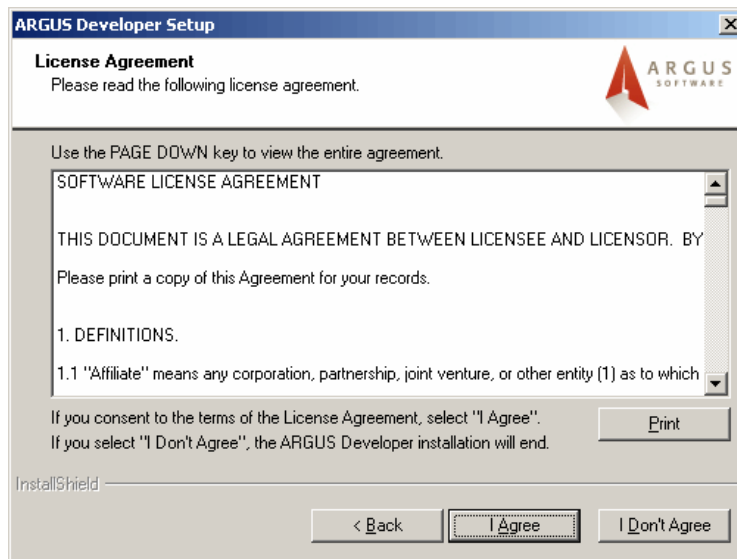 ARGUS Developer Setup
License Agreement
Please read the following license agreement.
ARGUS
SOFTWARE
Use the PAGE DOWN key to view the entire agreement.
SOFTWARE LICENSE AGREEMENT
THIS DOCUMENT IS A LEGAL AGREEMENT BETWEEN LICENSEE AND LICENSOR. BY
Please print a copy of this Agreement for your records.
1. DEFINITIONS.
1.1 "Affiliate" means any corporation, partnership, joint venture, or other entity (1) as to which
If you consent to the terms of the License Agreement, select "I Agree".
If you select "I Don't Agree", the ARGUS Developer installation will end.
Print
InstallShield
< Back
I Agree
I Don't Agree